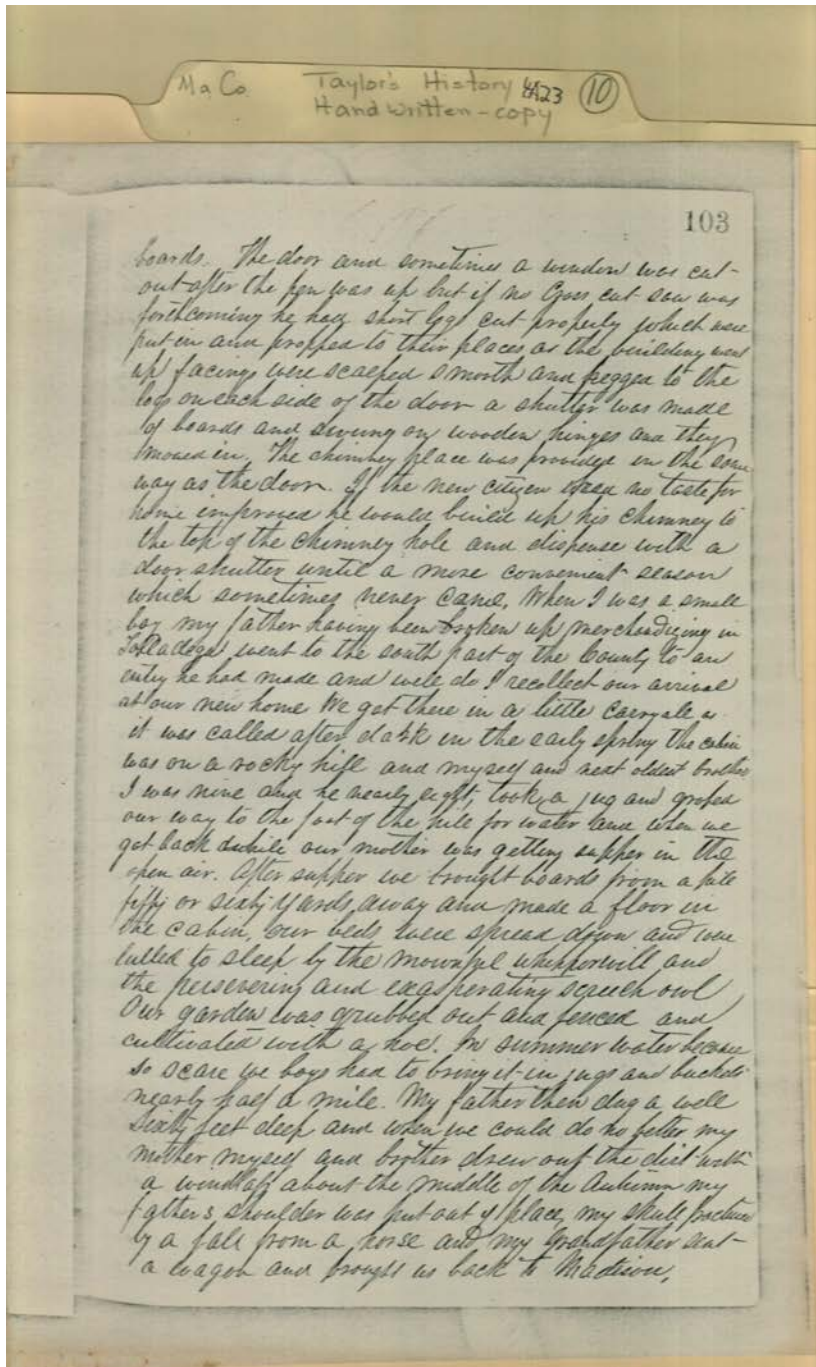 Ma Co. Taylor's History 4A23 10
Handwritten-copy
103
boards. The door and sometimes a window was cut
out after the pen was up but if no Cross cut saw was
forthcoming he had short logs cut properly which were
put in and propped to their places as the building went
up facings were scalped smooth and pegged to the
logs on each side of the door a shutter was made
of boards and swung on wooden hinges and they
moved in. The chimney place was provided in the same
way as the door. If the new citizen had no taste for
home improved he would build up his chimney to
the top of the chimney hole and dispense with a
door shutter until a more convenient season
which sometimes never came. When I was a small
boy my father having been broken up merchandizing in
Talladega went to the south part of the County to an
entry he had made and well do I recollect our arrival
at our new home We got there in a little Caryale as
it was called after dark in the early spring the cabin
was on a rocky hill and myself and next oldest brother
I was nine and he nearly eight, took a jug and groped
our way to the foot of the hill for water and when we
got back while our mother was getting supper in the
open air. After supper we brought boards from a pile
fifty or sixty yards away and made a floor in
the cabin, our beds were spread down and were
lulled to sleep by the mournful whipporwill and
the persevering and exasperating screech owl
Our garden was grubbed out and fenced and
cultivated with a hoe. In summer water became
so scarce we boys had to bring it in jugs and buckets
nearly half a mile. My father then dug a well
sixty feet deep and when we could do no better my
mother myself and brother drew out the dirt with
a windlass about the middle of the Autumn my
fathers shoulder was put out of place, my skull fractured
by a fall from a horse and my Grandfather sent
a wagon and brought us back to Madison,